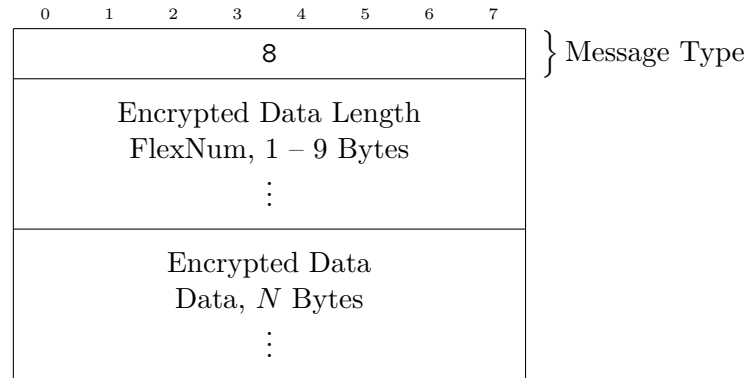 0 1 2 3 4 5 6 7
8
Message Type
Encrypted Data Length
FlexNum, 1 – 9 Bytes
⋮
Encrypted Data
Data, N Bytes
⋮